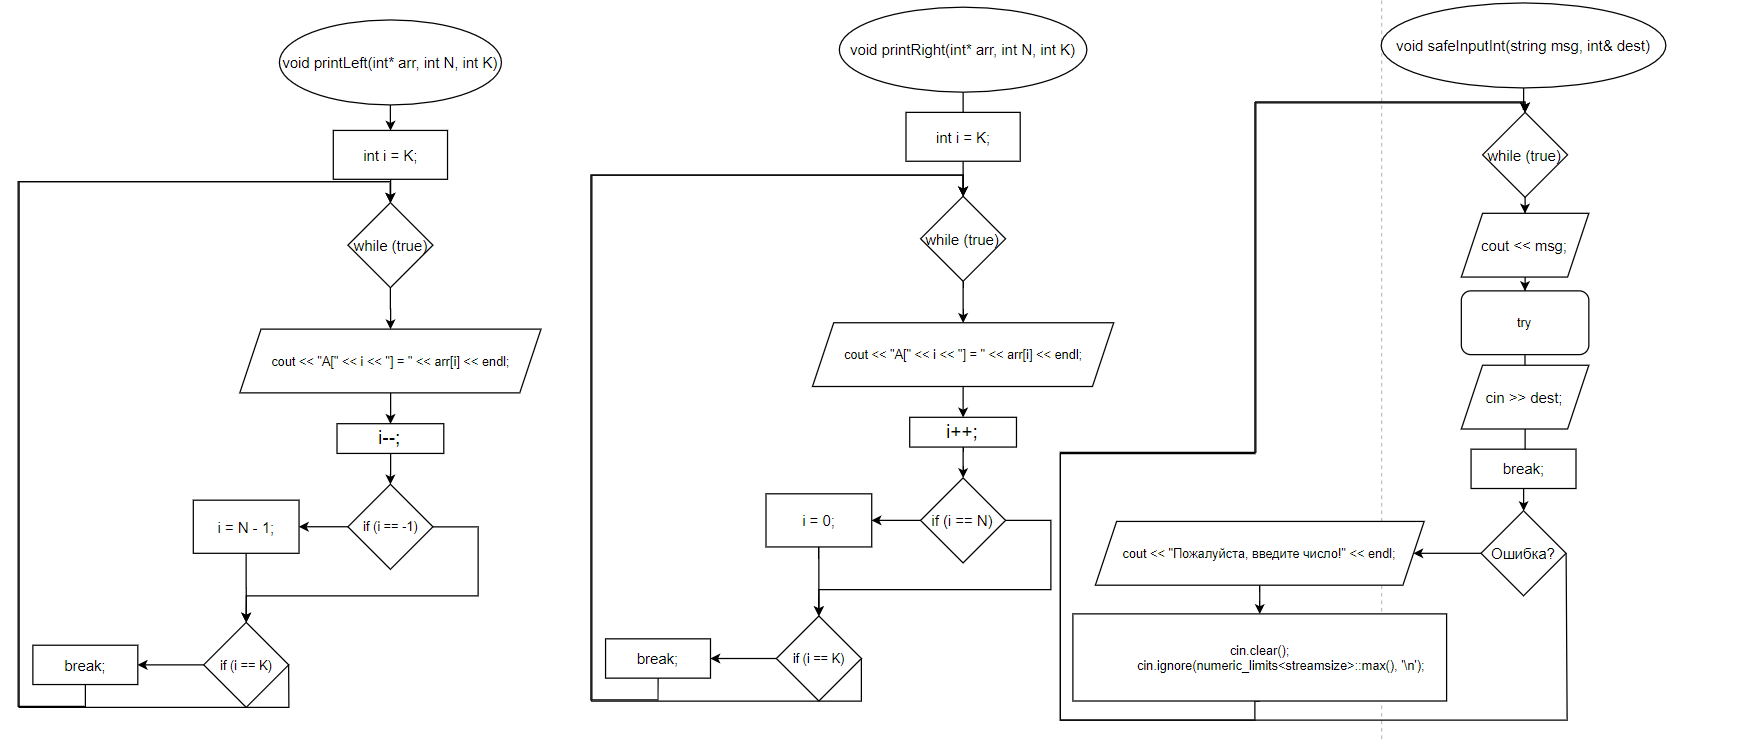 void printLeft(int* arr, int N, int K)
int i = K;
while (true)
cout << "A[" << i << "] = " << arr[i] << endl;
i--;
if (i == -1)
i = N - 1;
if (i == K)
break;
void printRight(int* arr, int N, int K)
int i = K;
while (true)
cout << "A[" << i << "] = " << arr[i] << endl;
i++;
if (i == N)
i = 0;
if (i == K)
break;
void safeInputInt(string msg, int& dest)
while (true)
cout << msg;
try
cin >> dest;
break;
Ошибка?
cout << "Пожалуйста, введите число!" << endl;
cin.clear();
cin.ignore(numeric_limits<streamsize>::max(), '\n');